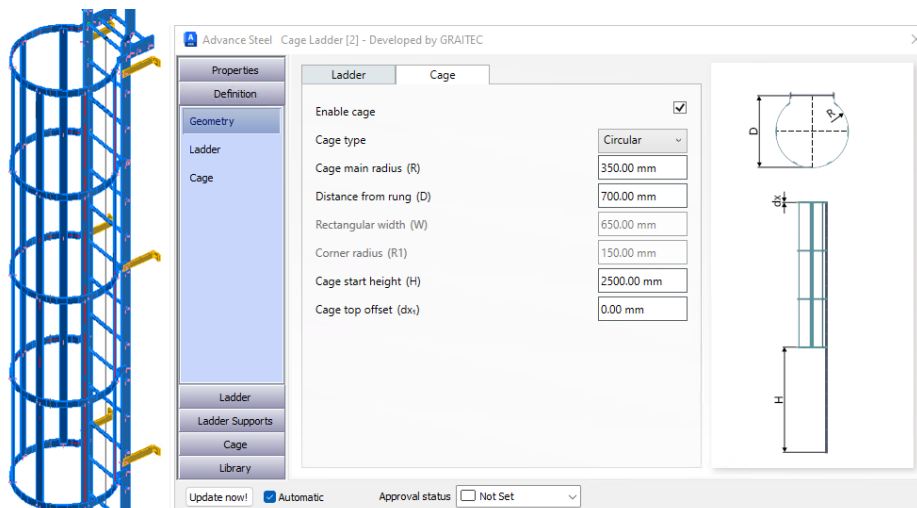 Advance Steel Cage Ladder [2] - Developed by GRAITEC
Properties
Definition
Geometry
Ladder
Cage
Ladder
Ladder Supports
Cage
Library
Ladder Cage
Enable cage
Cage type Circular
Cage main radius (R) 350.00 mm
Distance from rung (D) 700.00 mm
Rectangular width (W) 650.00 mm
Corner radius (R1) 150.00 mm
Cage start height (H) 2500.00 mm
Cage top offset (dx₁) 0.00 mm
D
R
dx
H
Update now! Automatic Approval status Not Set